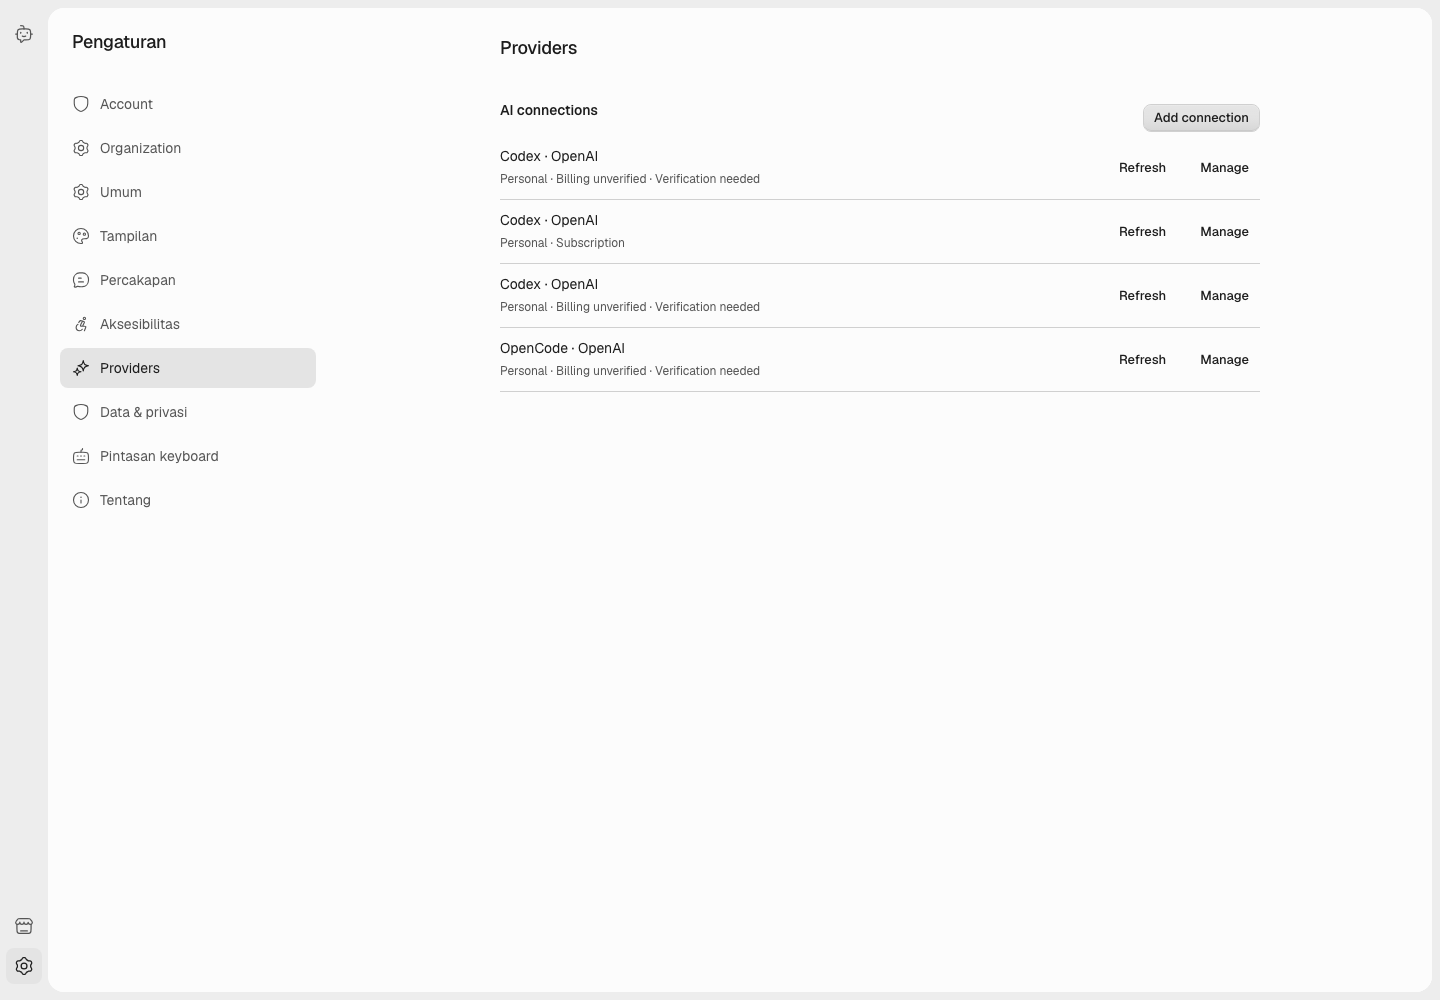 Pengaturan
Account
Organization
Umum
Tampilan
Percakapan
Aksesibilitas
Providers
Data & privasi
Pintasan keyboard
Tentang
Providers
AI connections
Add connection
Codex · OpenAI
Personal · Billing unverified · Verification needed
Refresh Manage
Codex · OpenAI
Personal · Subscription
Refresh Manage
Codex · OpenAI
Personal · Billing unverified · Verification needed
Refresh Manage
OpenCode · OpenAI
Personal · Billing unverified · Verification needed
Refresh Manage